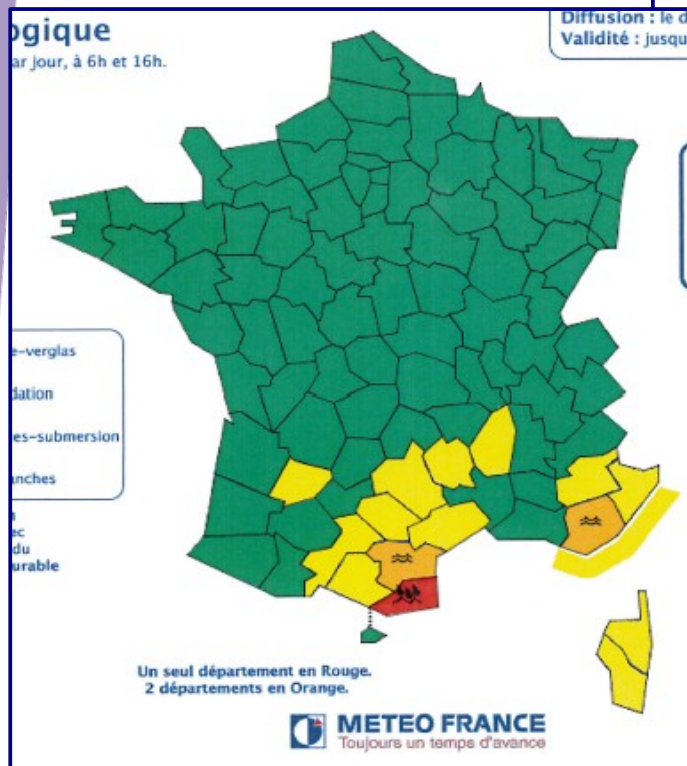 ogique
ar jour, à 6h et 16h.
Diffusion : le d
Validité : jusqu
e-verglas
dation
es-submersion
anches
ec
du
urable
Un seul département en Rouge.
2 départements en Orange.
METEO FRANCE
Toujours un temps d'avance